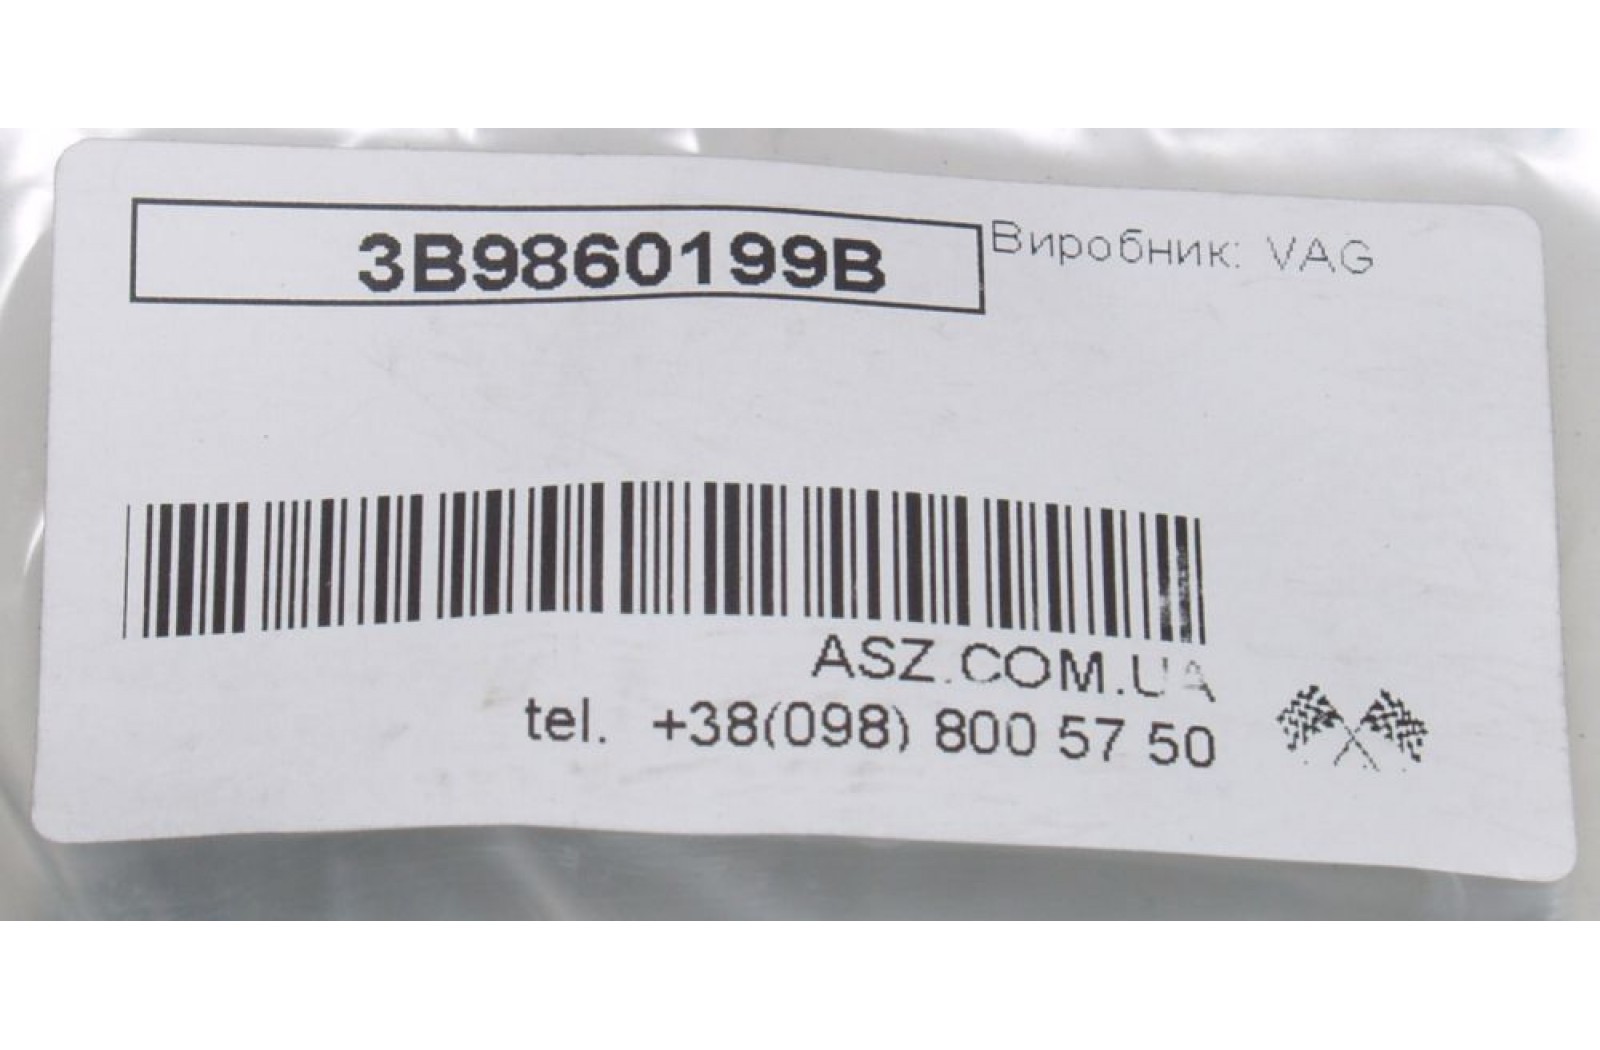 3B9860199B
Виробник: VAG
ASZ.COM.UA
tel. +38(098) 800 57 50